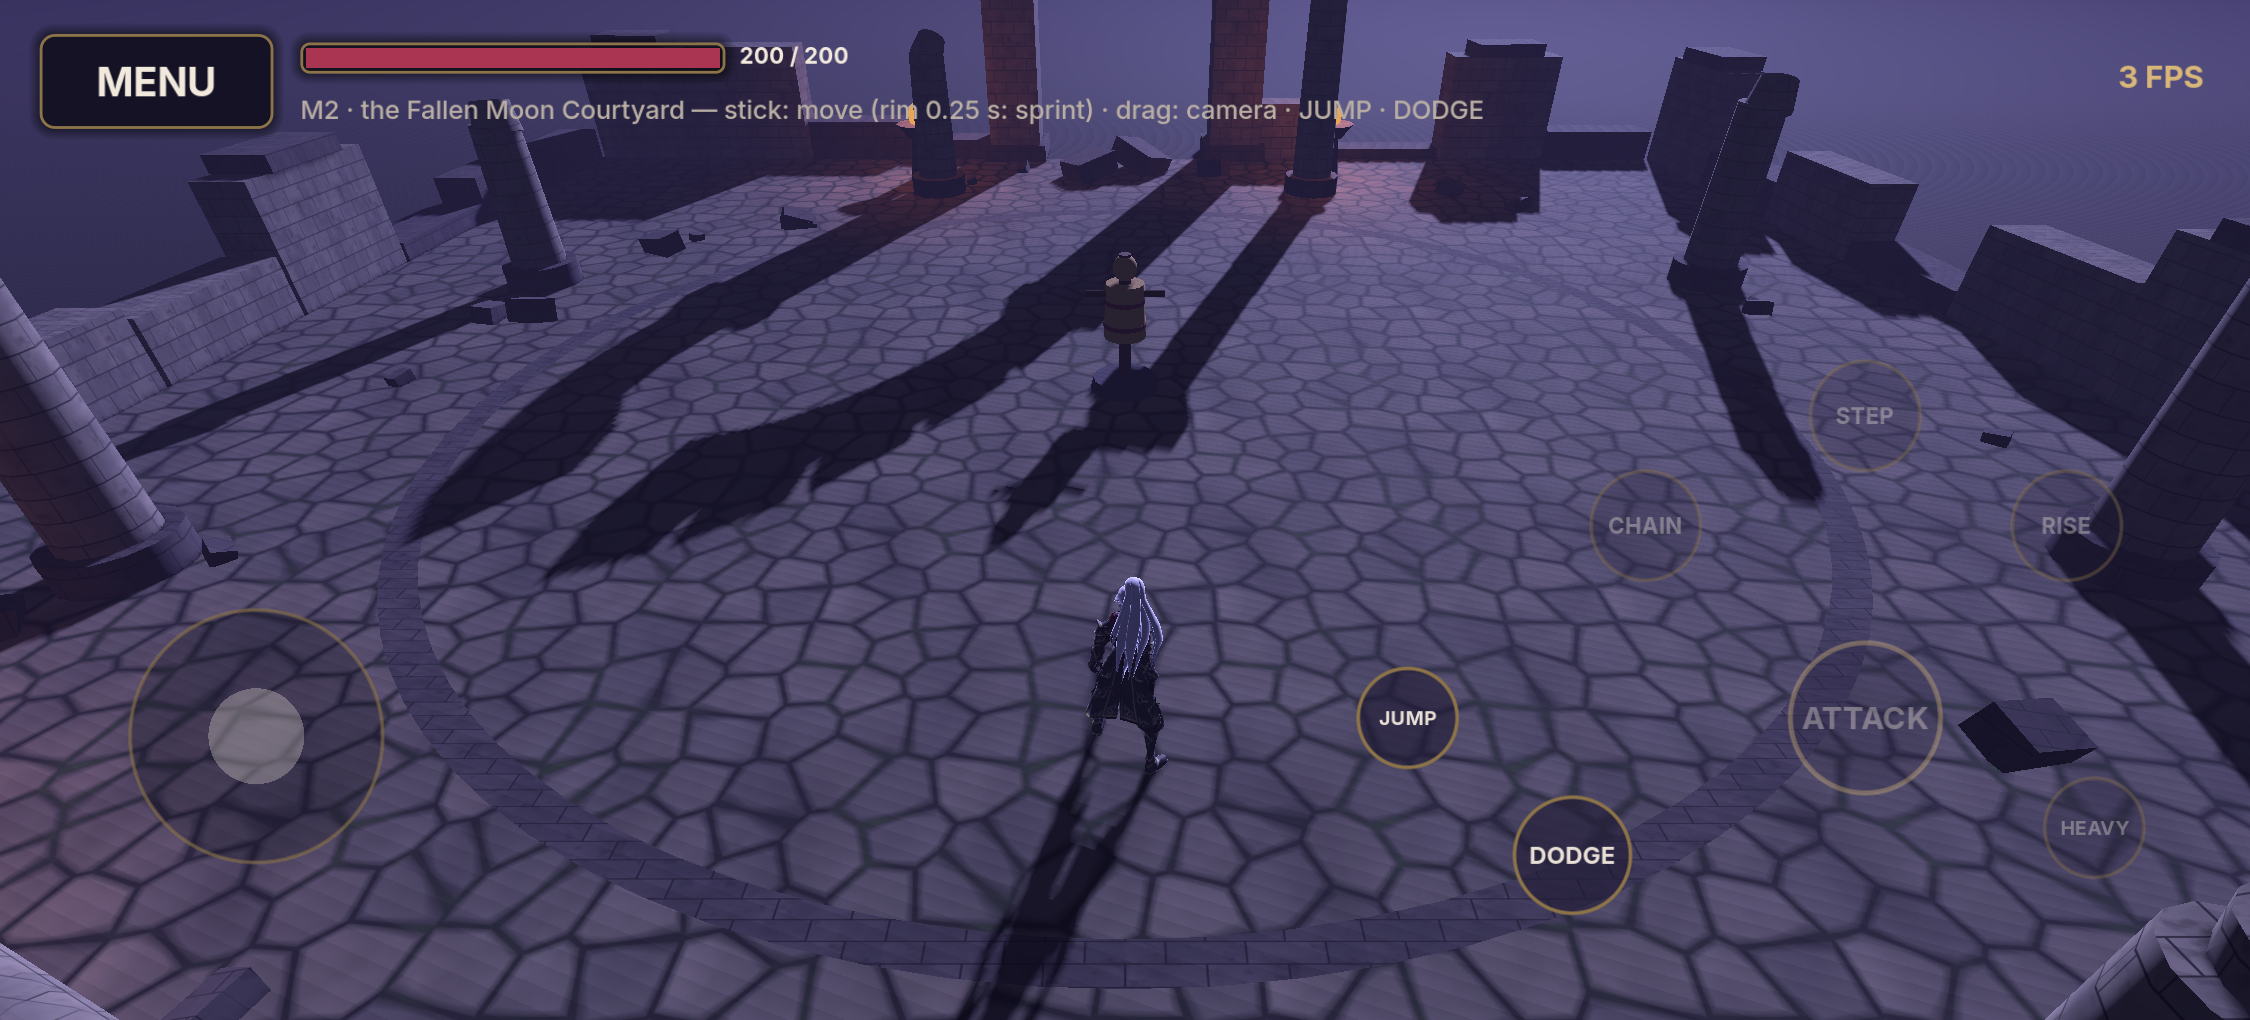 MENU
200 / 200
3 FPS
M2 · the Fallen Moon Courtyard — stick: move (rim 0.25 s: sprint) · drag: camera · JUMP · DODGE
STEP
CHAIN
RISE
JUMP
ATTACK
DODGE
HEAVY